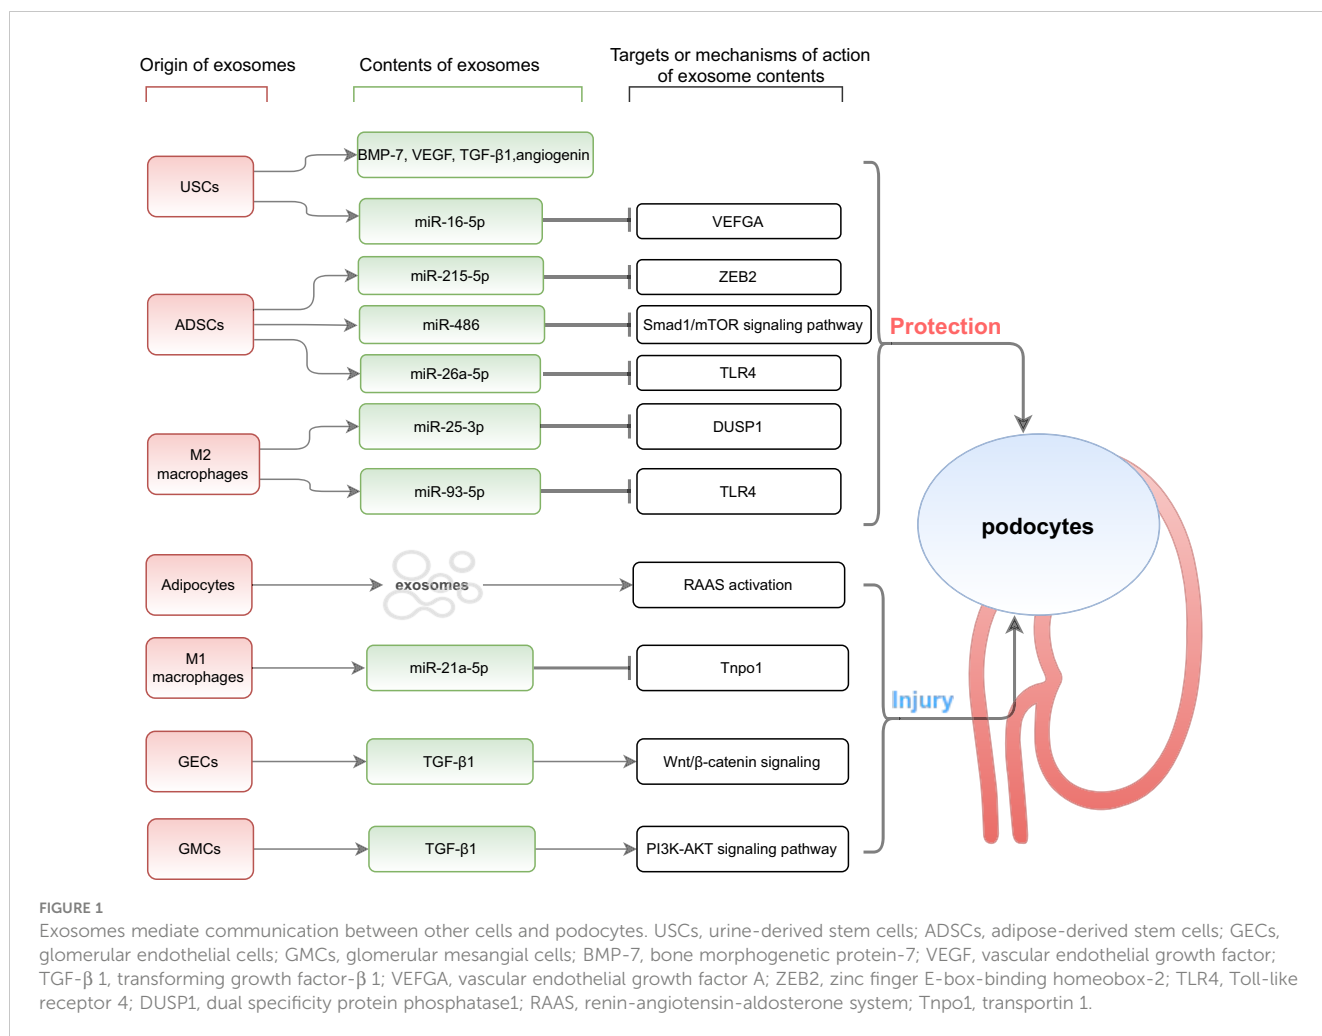 Origin of exosomes
Contents of exosomes
Targets or mechanisms of action
of exosome contents
USCs
BMP-7, VEGF, TGF-β1,angiogenin
miR-16-5p
VEFGA
ADSCs
miR-215-5p
ZEB2
miR-486
Smad1/mTOR signaling pathway
miR-26a-5p
TLR4
M2
macrophages
miR-25-3p
DUSP1
miR-93-5p
TLR4
Protection
podocytes
Adipocytes
exosomes
RAAS activation
M1
macrophages
miR-21a-5p
Tnpo1
Injury
GECs
TGF-β1
Wnt/β-catenin signaling
GMCs
TGF-β1
PI3K-AKT signaling pathway
FIGURE 1
Exosomes mediate communication between other cells and podocytes. USCs, urine-derived stem cells; ADSCs, adipose-derived stem cells; GECs,
glomerular endothelial cells; GMCs, glomerular mesangial cells; BMP-7, bone morphogenetic protein-7; VEGF, vascular endothelial growth factor;
TGF-β 1, transforming growth factor-β 1; VEFGA, vascular endothelial growth factor A; ZEB2, zinc finger E-box-binding homeobox-2; TLR4, Toll-like
receptor 4; DUSP1, dual specificity protein phosphatase1; RAAS, renin-angiotensin-aldosterone system; Tnpo1, transportin 1.